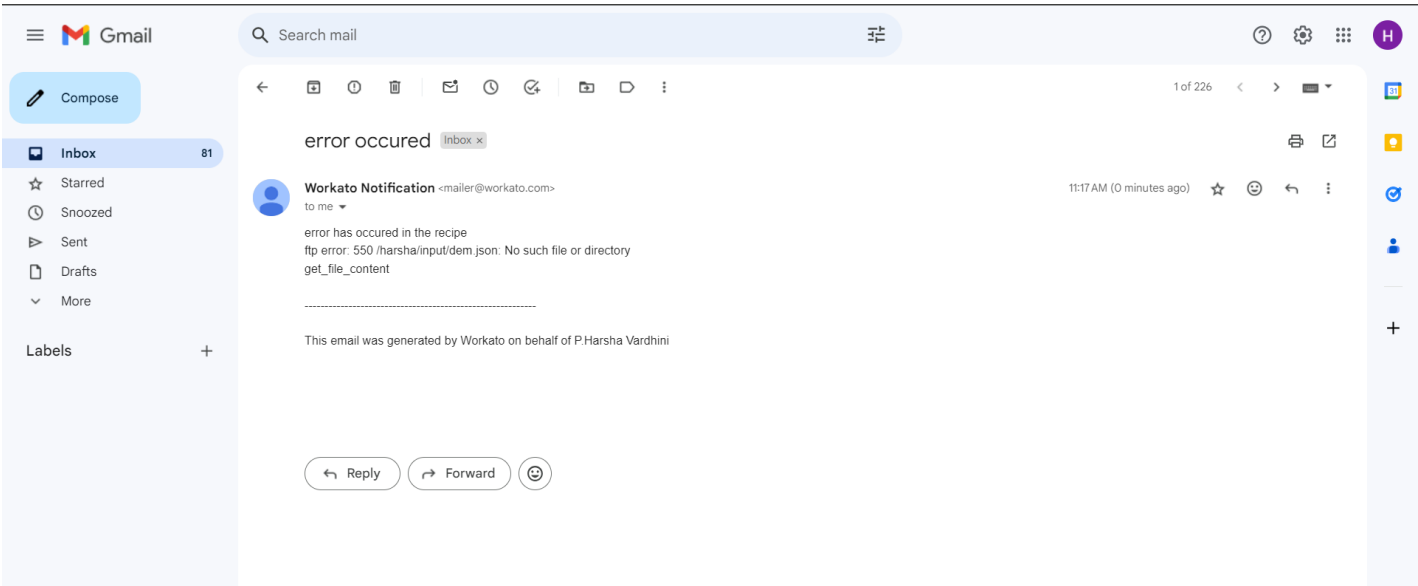 Gmail
Search mail
H
Compose
1 of 226
31
error occured Inbox ×
Inbox 81
Starred
Snoozed
Sent
Drafts
More
Labels
Workato Notification <mailer@workato.com> 11:17 AM (0 minutes ago)
to me
error has occured in the recipe
ftp error: 550 /harsha/input/dem.json: No such file or directory
get_file_content
----------------------------------------------------------
This email was generated by Workato on behalf of P.Harsha Vardhini
Reply Forward